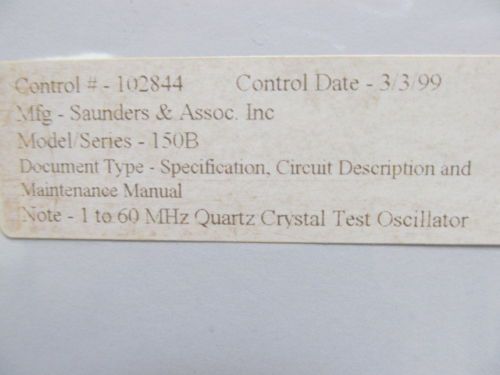 Control # - 102844 Control Date - 3/3/99
Mfg - Saunders & Assoc. Inc
Model/Series - 150B
Document Type - Specification, Circuit Description and
Maintenance Manual
Note - 1 to 60 MHz Quartz Crystal Test Oscillator